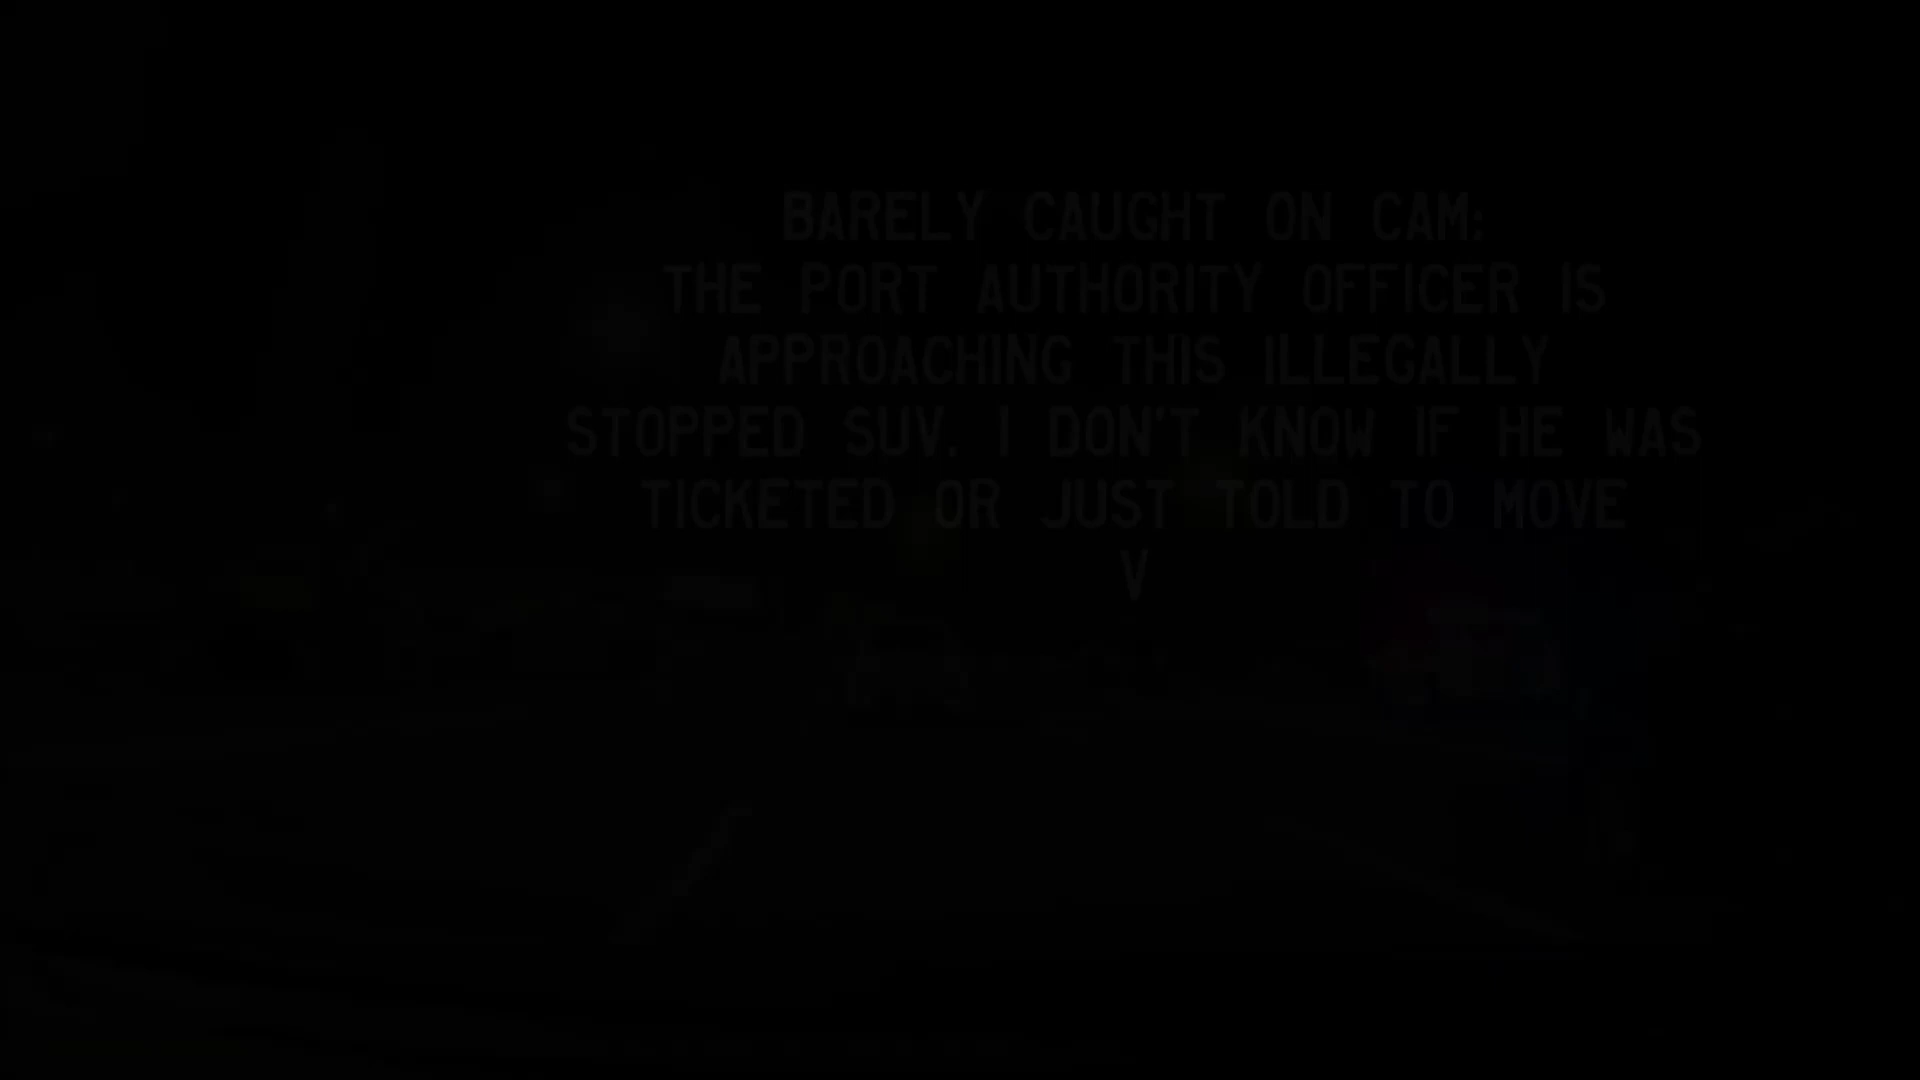 BARELY CAUGHT ON CAM:
THE PORT AUTHORITY OFFICER IS
APPROACHING THIS ILLEGALLY
STOPPED SUV. I DON'T KNOW IF HE WAS
TICKETED OR JUST TOLD TO MOVE
V